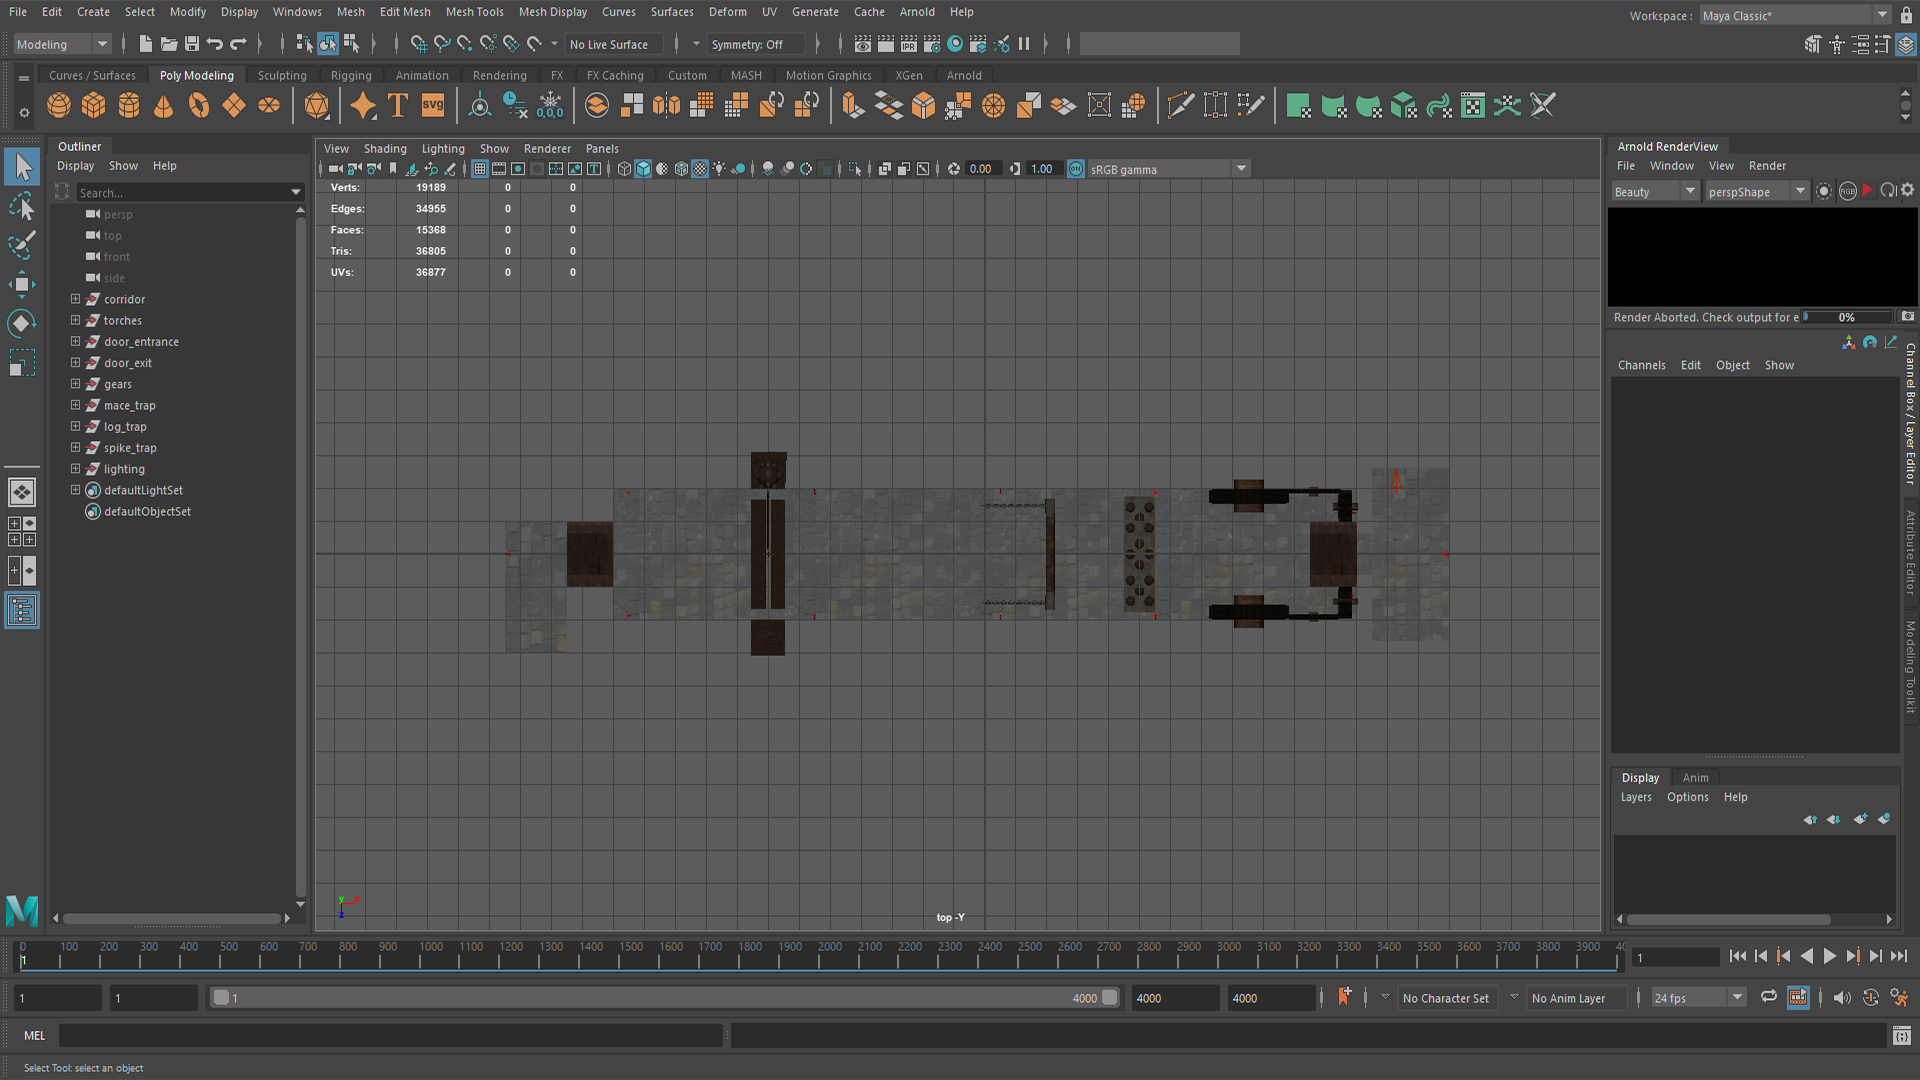 File Edit Create Select Modify Display Windows Mesh Edit Mesh Mesh Tools Mesh Display Curves Surfaces Deform UV Generate Cache Arnold Help
Workspace : Maya Classic*
Modeling No Live Surface Symmetry: Off
Curves / Surfaces Poly Modeling Sculpting Rigging Animation Rendering FX FX Caching Custom MASH Motion Graphics XGen Arnold
T svg 0,0,0
IPR
Outliner
Display Show Help
Search...
persp
top
front
side
corridor
torches
door_entrance
door_exit
gears
mace_trap
log_trap
spike_trap
lighting
defaultLightSet
defaultObjectSet
View Shading Lighting Show Renderer Panels
0.00 1.00 sRGB gamma
Verts: 19189 0 0
Edges: 34955 0 0
Faces: 15368 0 0
Tris: 36805 0 0
UVs: 36877 0 0
y x
z
top -Y
Arnold RenderView
File Window View Render
Beauty perspShape RGB
Render Aborted. Check output for e 0%
Channels Edit Object Show
Channel Box / Layer Editor
Attribute Editor
Modeling Toolkit
Display Anim
Layers Options Help
0 100 200 300 400 500 600 700 800 900 1000 1100 1200 1300 1400 1500 1600 1700 1800 1900 2000 2100 2200 2300 2400 2500 2600 2700 2800 2900 3000 3100 3200 3300 3400 3500 3600 3700 3800 3900 40
1 1
1 1 1 4000 4000 4000 No Character Set No Anim Layer 24 fps
MEL
Select Tool: select an object